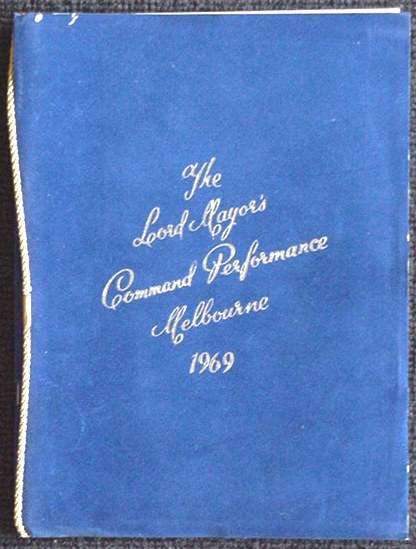 The
Lord Mayor's
Command Performance
Melbourne
1969